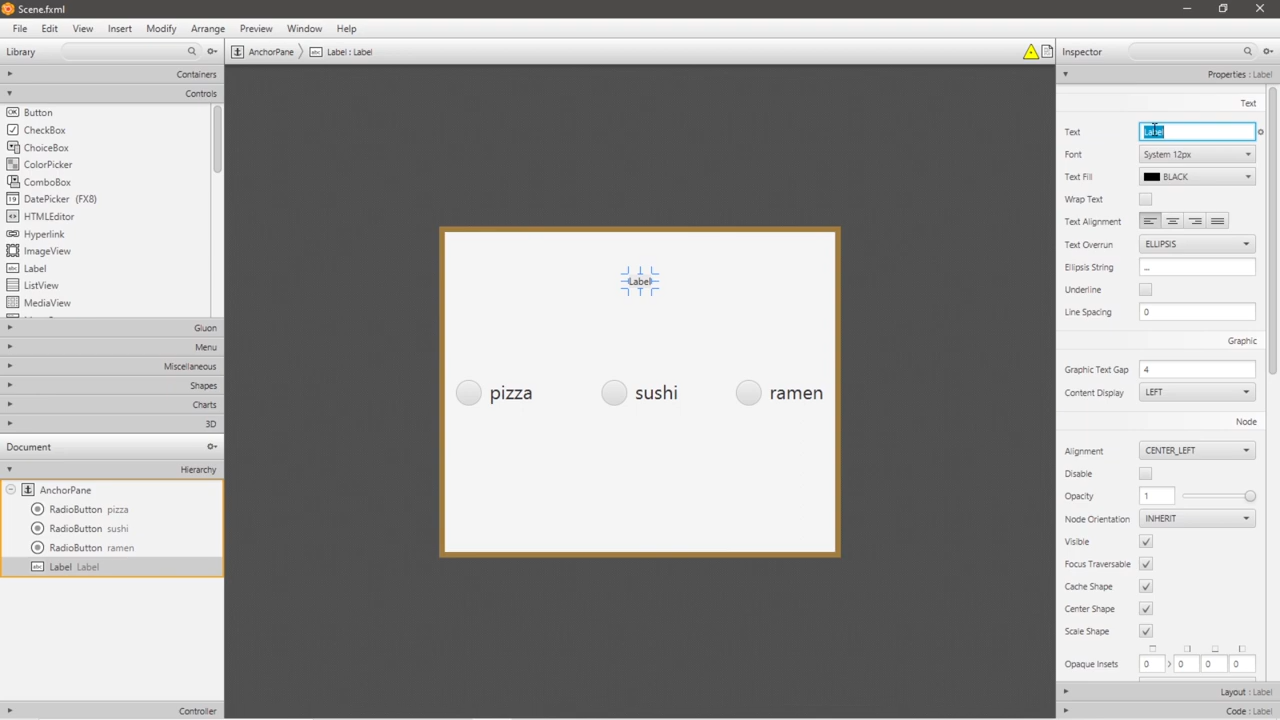 Scene.fxml
File Edit View Insert Modify Arrange Preview Window Help
Library
AnchorPane Label : Label
Inspector
Containers
Controls
Button
CheckBox
ChoiceBox
ColorPicker
ComboBox
DatePicker (FX8)
HTMLEditor
Hyperlink
ImageView
Label
ListView
MediaView
Gluon
Menu
Miscellaneous
Shapes
Charts
3D
Document
Hierarchy
AnchorPane
RadioButton pizza
RadioButton sushi
RadioButton ramen
Label Label
Controller
Label
pizza sushi ramen
Properties : Label
Text
Text Label
Font System 12px
Text Fill BLACK
Wrap Text
Text Alignment
Text Overrun ELLIPSIS
Ellipsis String ...
Underline
Line Spacing 0
Graphic
Graphic Text Gap 4
Content Display LEFT
Node
Alignment CENTER_LEFT
Disable
Opacity 1
Node Orientation INHERIT
Visible
Focus Traversable
Cache Shape
Center Shape
Scale Shape
Opaque Insets 0 0 0 0
Layout : Label
Code : Label